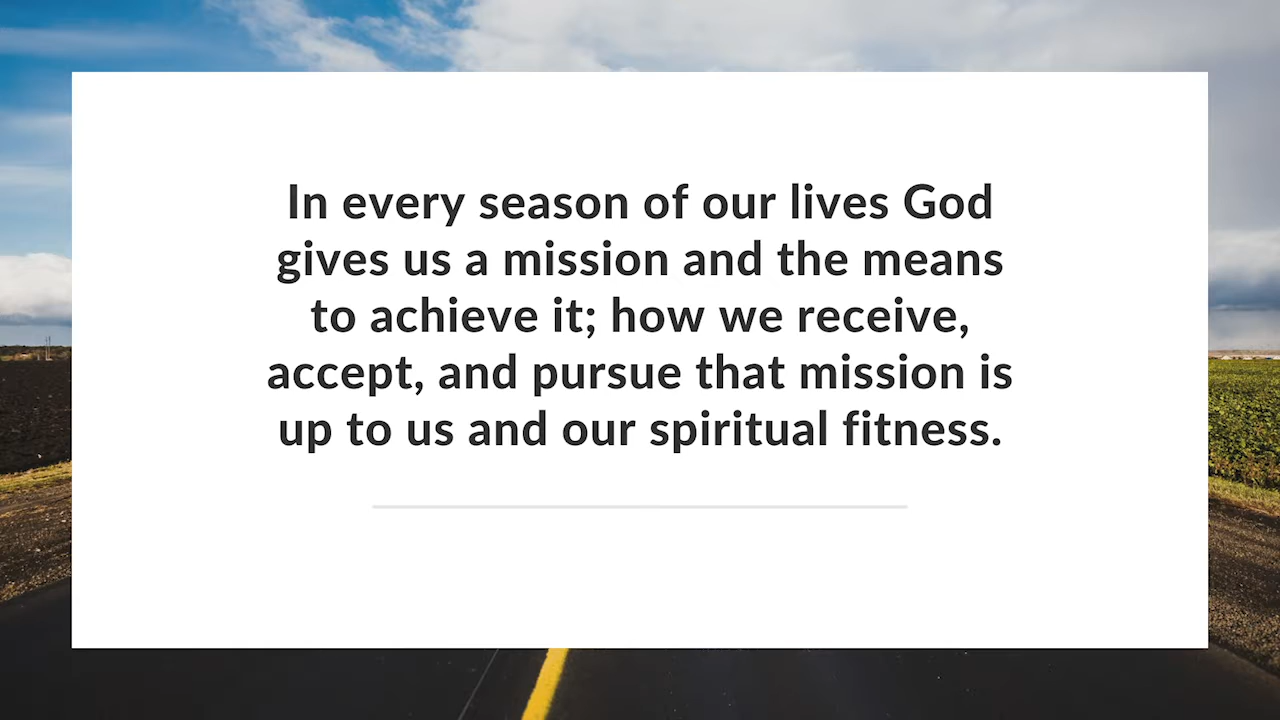 In every season of our lives God
gives us a mission and the means
to achieve it; how we receive,
accept, and pursue that mission is
up to us and our spiritual fitness.